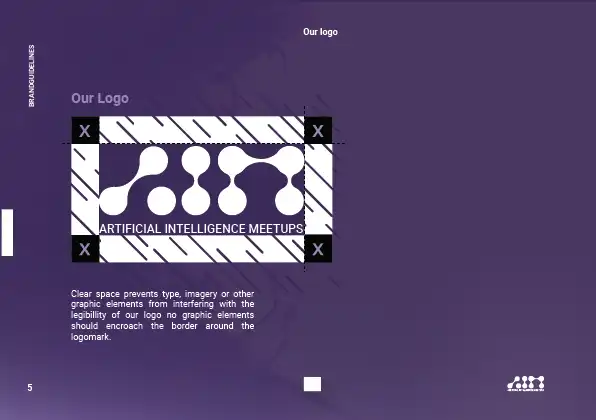 Our logo
BRANDGUIDELINES
Our Logo
X
X
ARTIFICIAL INTELLIGENCE MEETUPS
X
X
Clear space prevents type, imagery or other
graphic elements from interfering with the
legibillity of our logo no graphic elements
should encroach the border around the
logomark.
5